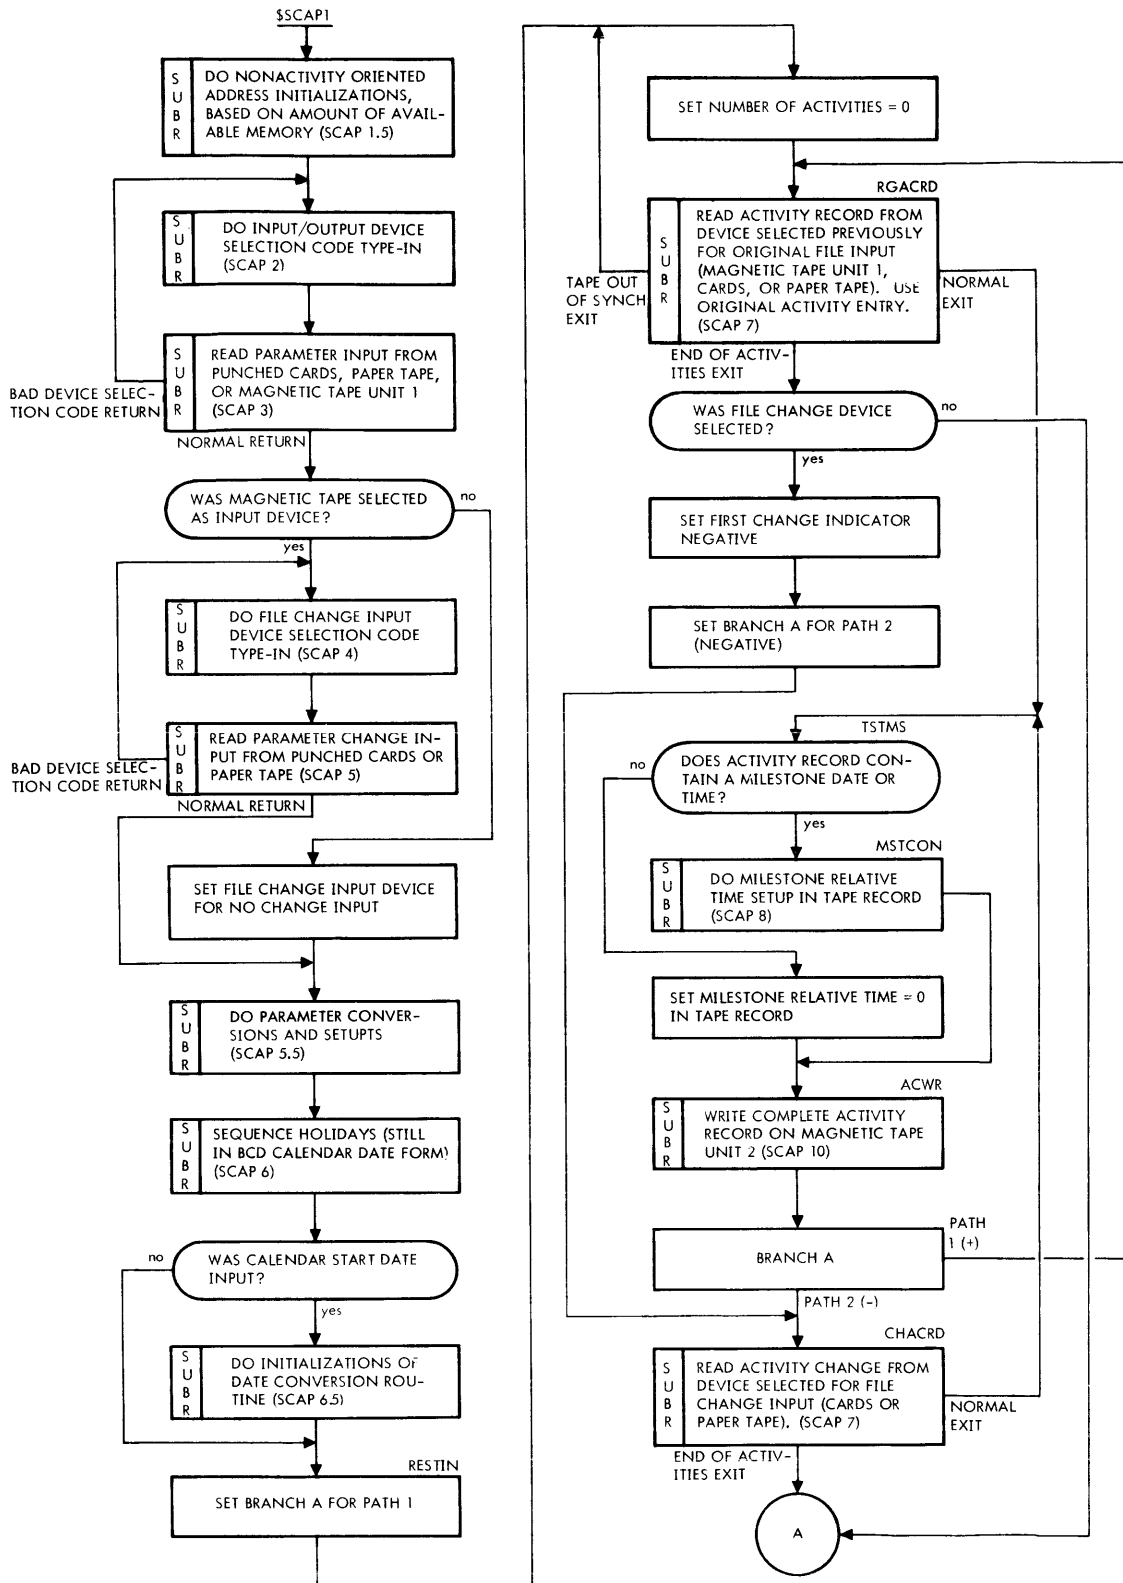 $SCAP1
S
U
B
R
DO NONACTIVITY ORIENTED
ADDRESS INITIALIZATIONS,
BASED ON AMOUNT OF AVAIL-
ABLE MEMORY (SCAP 1.5)
S
U
B
R
DO INPUT/OUTPUT DEVICE
SELECTION CODE TYPE-IN
(SCAP 2)
S
U
B
R
READ PARAMETER INPUT FROM
PUNCHED CARDS, PAPER TAPE,
OR MAGNETIC TAPE UNIT 1
(SCAP 3)
BAD DEVICE SELEC-
TION CODE RETURN
NORMAL RETURN
WAS MAGNETIC TAPE SELECTED
AS INPUT DEVICE?
no
yes
S
U
B
R
DO FILE CHANGE INPUT
DEVICE SELECTION CODE
TYPE-IN (SCAP 4)
S
U
B
R
READ PARAMETER CHANGE IN-
PUT FROM PUNCHED CARDS OR
PAPER TAPE (SCAP 5)
BAD DEVICE SELEC-
TION CODE RETURN
NORMAL RETURN
SET FILE CHANGE INPUT DEVICE
FOR NO CHANGE INPUT
S
U
B
R
DO PARAMETER CONVER-
SIONS AND SETUPTS
(SCAP 5.5)
S
U
B
R
SEQUENCE HOLIDAYS (STILL
IN BCD CALENDAR DATE FORM)
(SCAP 6)
no
WAS CALENDAR START DATE
INPUT?
yes
S
U
B
R
DO INITIALIZATIONS OF
DATE CONVERSION ROU-
TINE (SCAP 6.5)
RESTIN
SET BRANCH A FOR PATH 1
SET NUMBER OF ACTIVITIES = 0
RGACRD
S
U
B
R
READ ACTIVITY RECORD FROM
DEVICE SELECTED PREVIOUSLY
FOR ORIGINAL FILE INPUT
(MAGNETIC TAPE UNIT 1,
CARDS, OR PAPER TAPE). USE
ORIGINAL ACTIVITY ENTRY.
(SCAP 7)
TAPE OUT
OF SYNCH
EXIT
NORMAL
EXIT
END OF ACTIV-
ITIES EXIT
WAS FILE CHANGE DEVICE
SELECTED?
no
yes
SET FIRST CHANGE INDICATOR
NEGATIVE
SET BRANCH A FOR PATH 2
(NEGATIVE)
TSTMS
no
DOES ACTIVITY RECORD CON-
TAIN A MILESTONE DATE OR
TIME?
yes
MSTCON
S
U
B
R
DO MILESTONE RELATIVE
TIME SETUP IN TAPE RECORD
(SCAP 8)
SET MILESTONE RELATIVE TIME = 0
IN TAPE RECORD
ACWR
S
U
B
R
WRITE COMPLETE ACTIVITY
RECORD ON MAGNETIC TAPE
UNIT 2 (SCAP 10)
BRANCH A
PATH
1 (+)
PATH 2 (-)
CHACRD
S
U
B
R
READ ACTIVITY CHANGE FROM
DEVICE SELECTED FOR FILE
CHANGE INPUT (CARDS OR
PAPER TAPE). (SCAP 7)
NORMAL
EXIT
END OF ACTIV-
ITIES EXIT
A